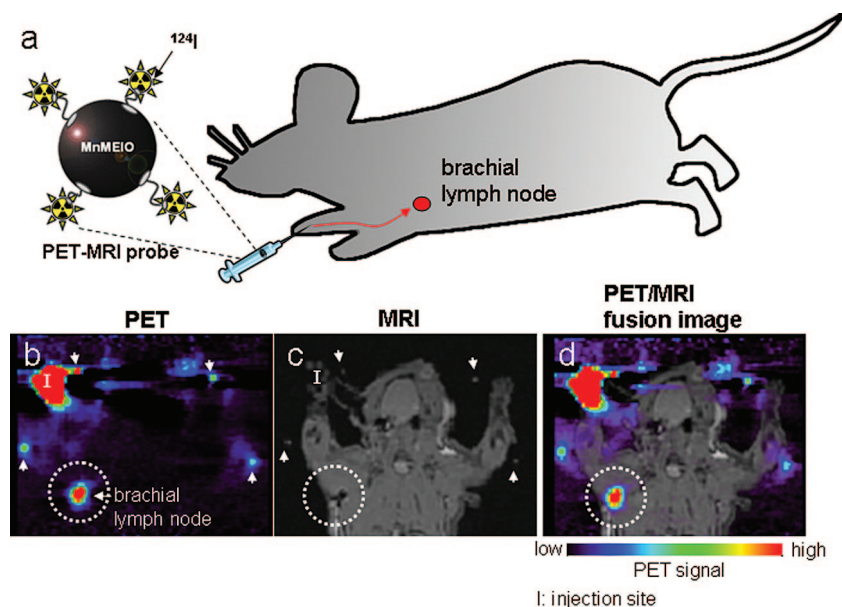 a
124I
MnMEIO
PET-MRI probe
brachial
lymph node
PET
MRI
PET/MRI
fusion image
b
I
brachial
lymph node
c
I
d
low
high
PET signal
I: injection site